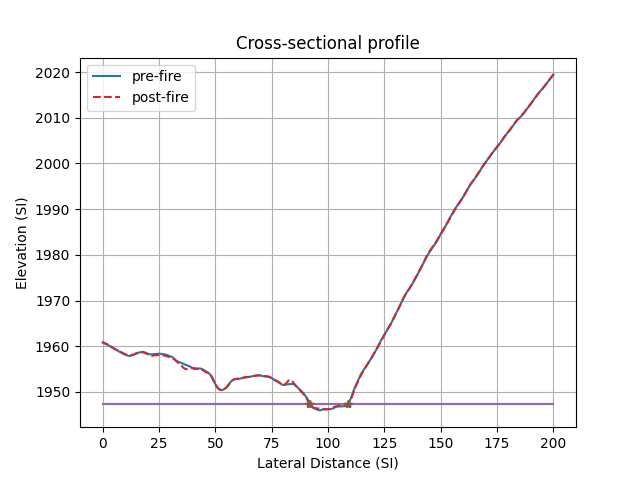 Cross-sectional profile
pre-fire
post-fire
2020
2010
2000
1990
1980
1970
1960
1950
Elevation (SI)
0 25 50 75 100 125 150 175 200
Lateral Distance (SI)